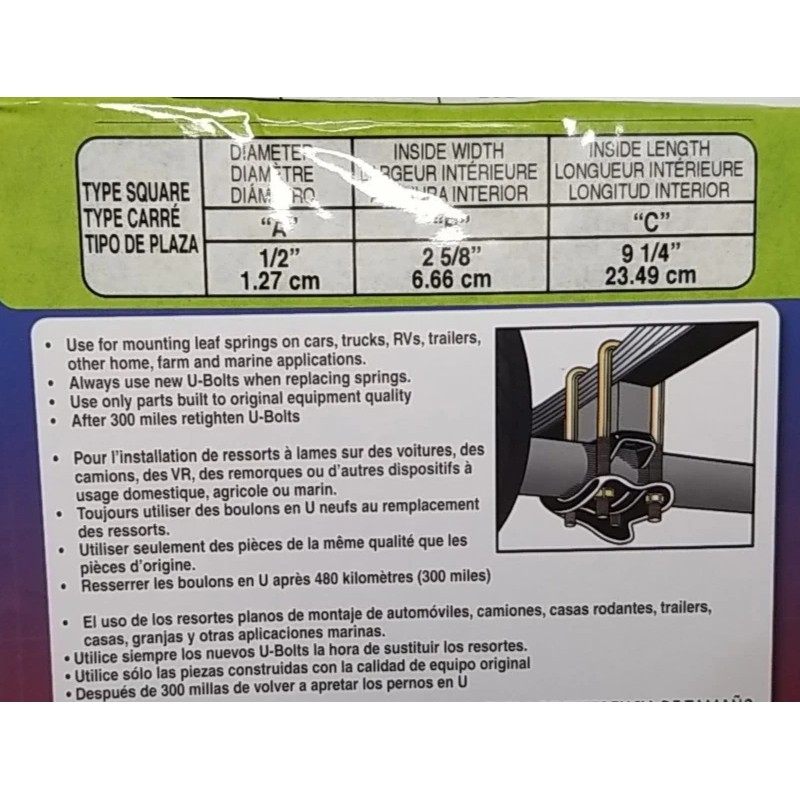 TYPE SQUARE
TYPE CARRÉ
TIPO DE PLAZA
DIAMETER
DIAMÈTRE
"A"
1/2"
1.27 cm
INSIDE WIDTH
LARGEUR INTÉRIEURE
INTERIOR
2 5/8"
6.66 cm
INSIDE LENGTH
LONGUEUR INTÉRIEURE
LONGITUD INTERIOR
"C"
9 1/4"
23.49 cm
• Use for mounting leaf springs on cars, trucks, RVs, trailers,
other home, farm and marine applications.
• Always use new U-Bolts when replacing springs.
• Use only parts built to original equipment quality
• After 300 miles retighten U-Bolts
• Pour l'installation de ressorts à lames sur des voitures, des
camions, des VR, des remorques ou d'autres dispositifs à
usage domestique, agricole ou marin.
• Toujours utiliser des boulons en U neufs au remplacement
des ressorts.
• Utiliser seulement des pièces de la même qualité que les
pièces d'origine.
• Resserrer les boulons en U après 480 kilomètres (300 miles)
• El uso de los resortes planos de montaje de automóviles, camiones, casas rodantes, trailers,
casas, granjas y otras aplicaciones marinas.
• Utilice siempre los nuevos U-Bolts la hora de sustituir los resortes.
• Utilice sólo las piezas construidas con la calidad de equipo original
• Después de 300 millas de volver a apretar los pernos en U